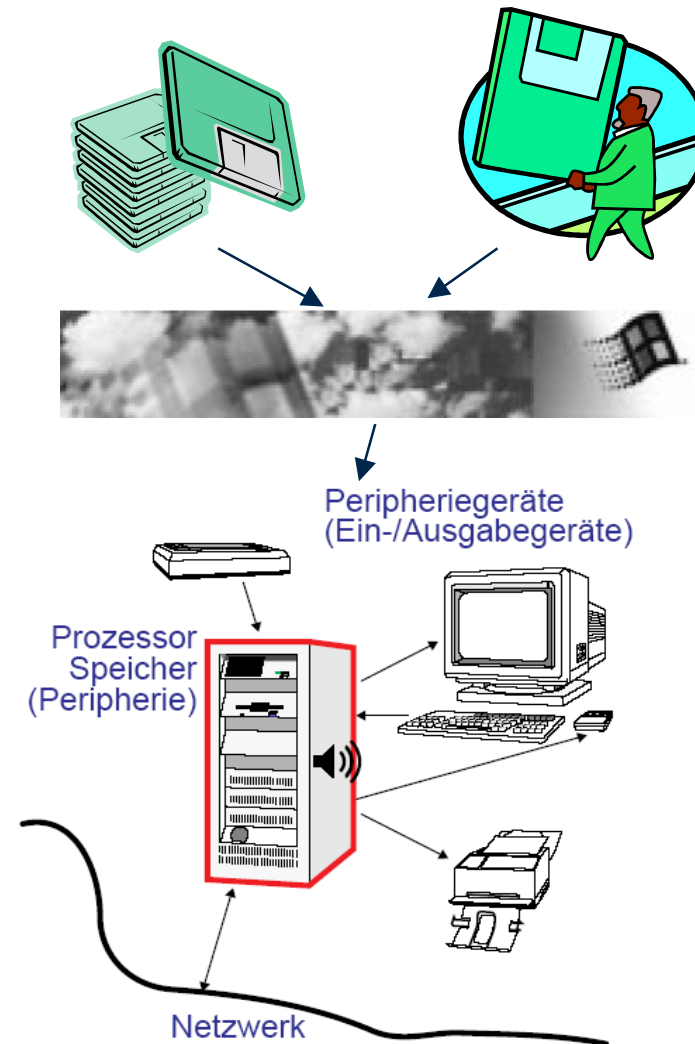 Peripheriegeräte
(Ein-/Ausgabegeräte)
Prozessor
Speicher
(Peripherie)
Netzwerk